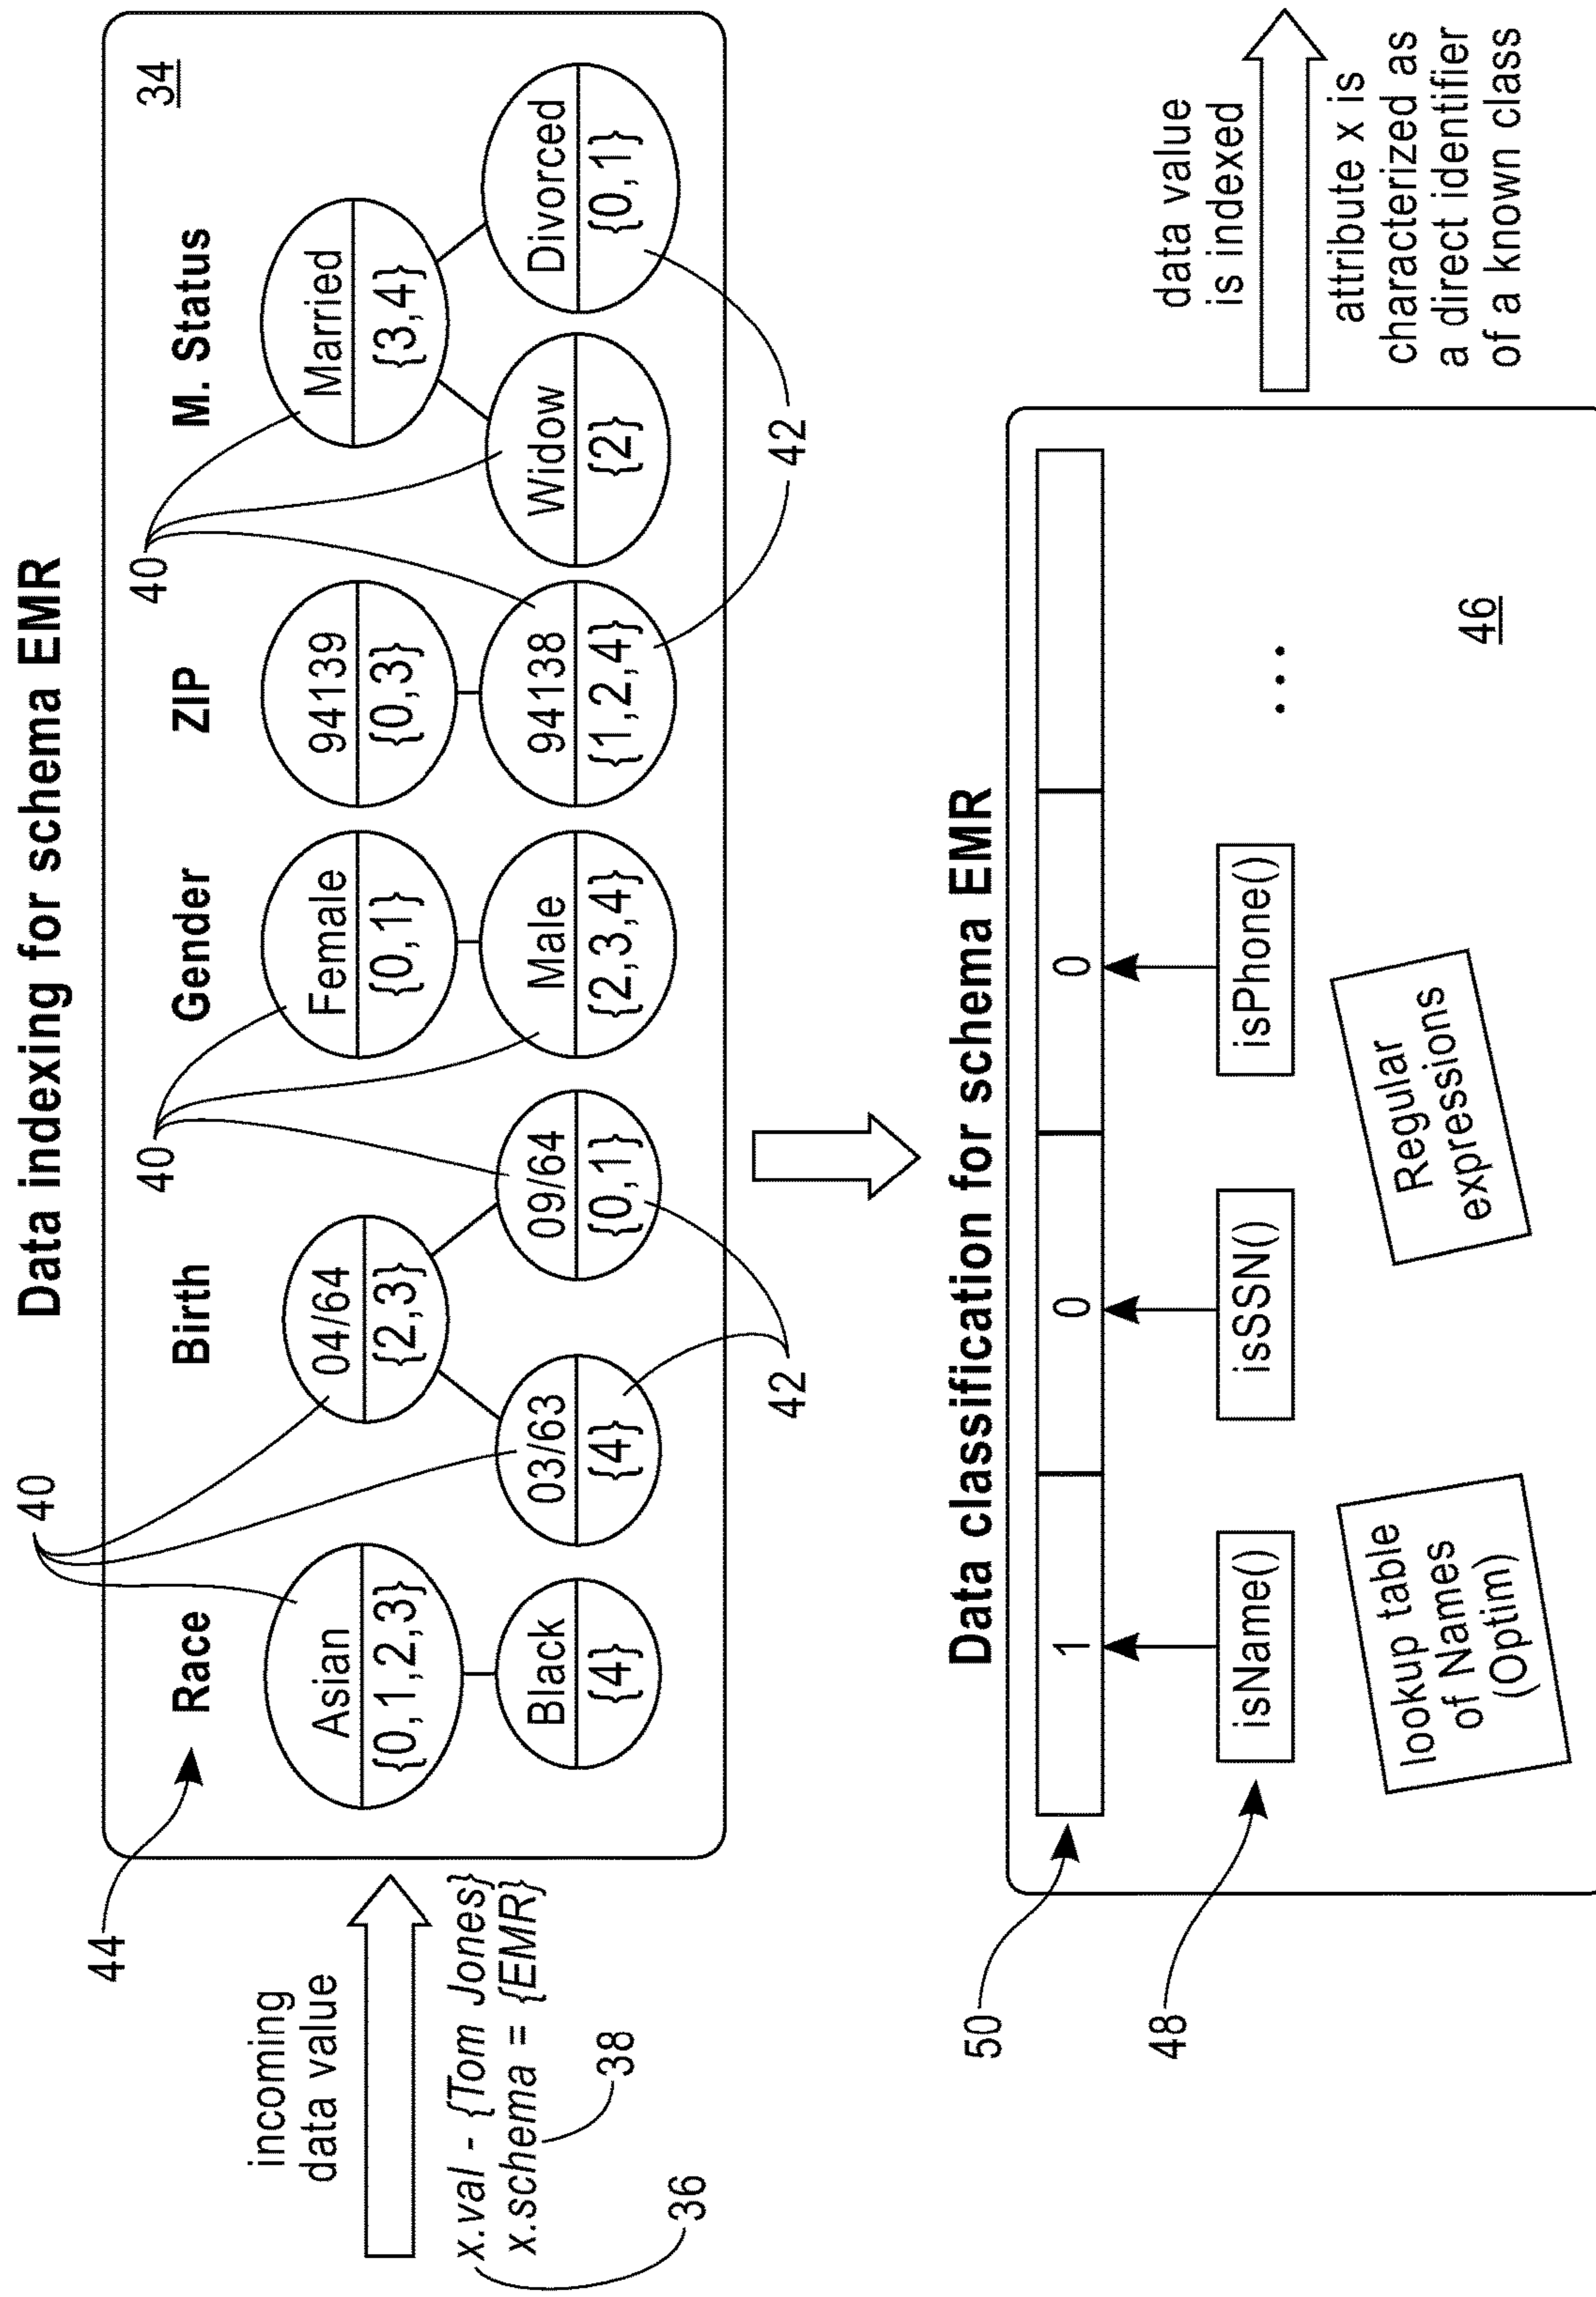 Data indexing for schema EMR
34
incoming
data value
x.val - {Tom Jones}
x.schema = {EMR}
36
38
44
40
40
40
Race
Birth
Gender
ZIP
M. Status
Asian
{0,1,2,3}
Black
{4}
04/64
{2,3}
03/63
{4}
09/64
{0,1}
Female
{0,1}
Male
{2,3,4}
94139
{0,3}
94138
{1,2,4}
Married
{3,4}
Widow
{2}
Divorced
{0,1}
42
42
Data classification for schema EMR
50
1
0
0
48
isName()
isSSN()
isPhone()
...
lookup table
of Names
(Optim)
Regular
expressions
46
data value
is indexed
attribute x is
characterized as
a direct identifier
of a known class